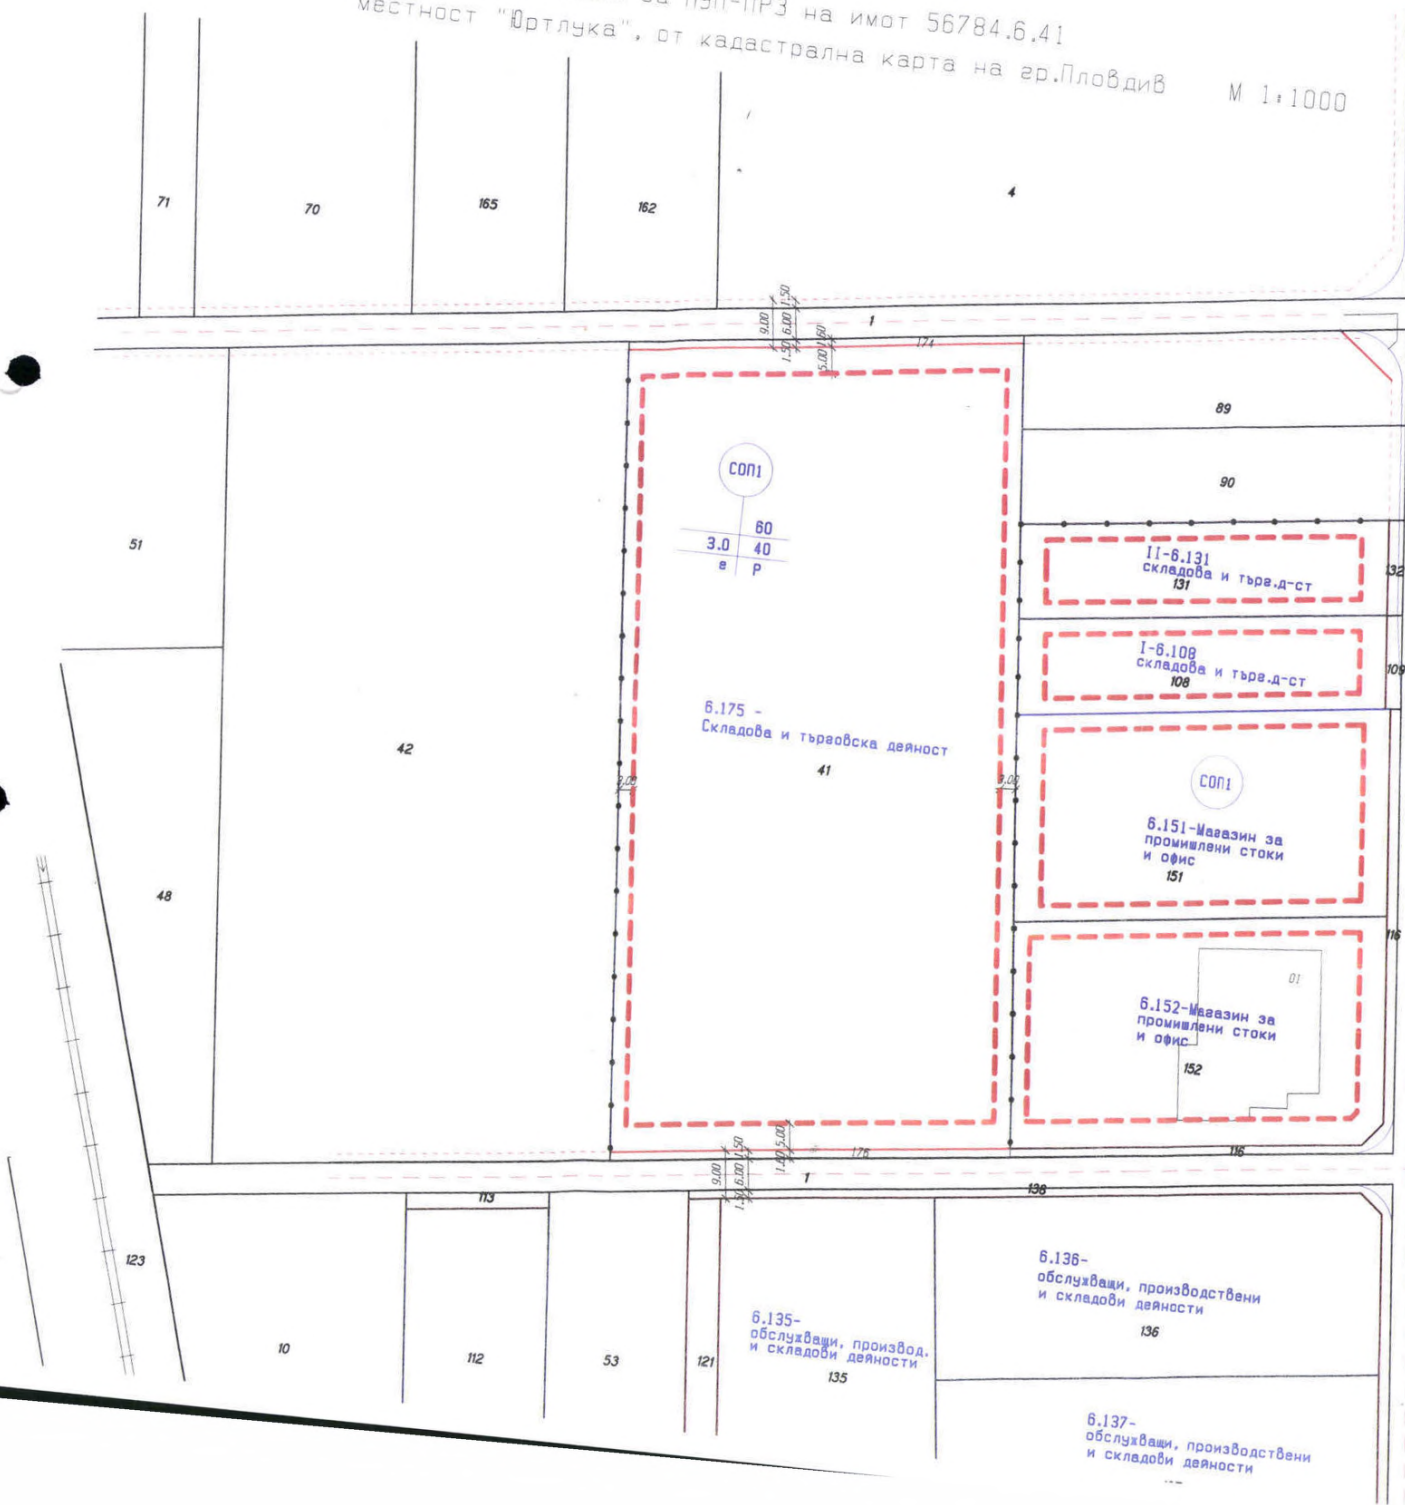 ПУП-ПРЗ на имот 56784.6.41
местност "Юртлука", от кадастрална карта на гр.Пловдив М 1:1000
71
70
165
162
4
9.00
1.50 6.00 1.50
1
5.00 1.60
174
89
СОП1
60
3.0 40
е Р
90
51
II-6.131
складова и търг.д-ст
131
132
I-6.108
складова и търг.д-ст
108
109
6.175 -
Складова и търговска дейност
41
42
3.00
3.00
СОП1
6.151-Магазин за
промишлени стоки
и офис
151
48
116
01
6.152-Магазин за
промишлени стоки
и офис
152
9.00
1.50 6.00 1.50
1.60 5.00
176
116
1
113
138
123
6.136-
обслужващи, производствени
и складови дейности
136
6.135-
обслужващи, производ.
и складови дейности
135
10
112
53
121
6.137-
обслужващи, производствени
и складови дейности